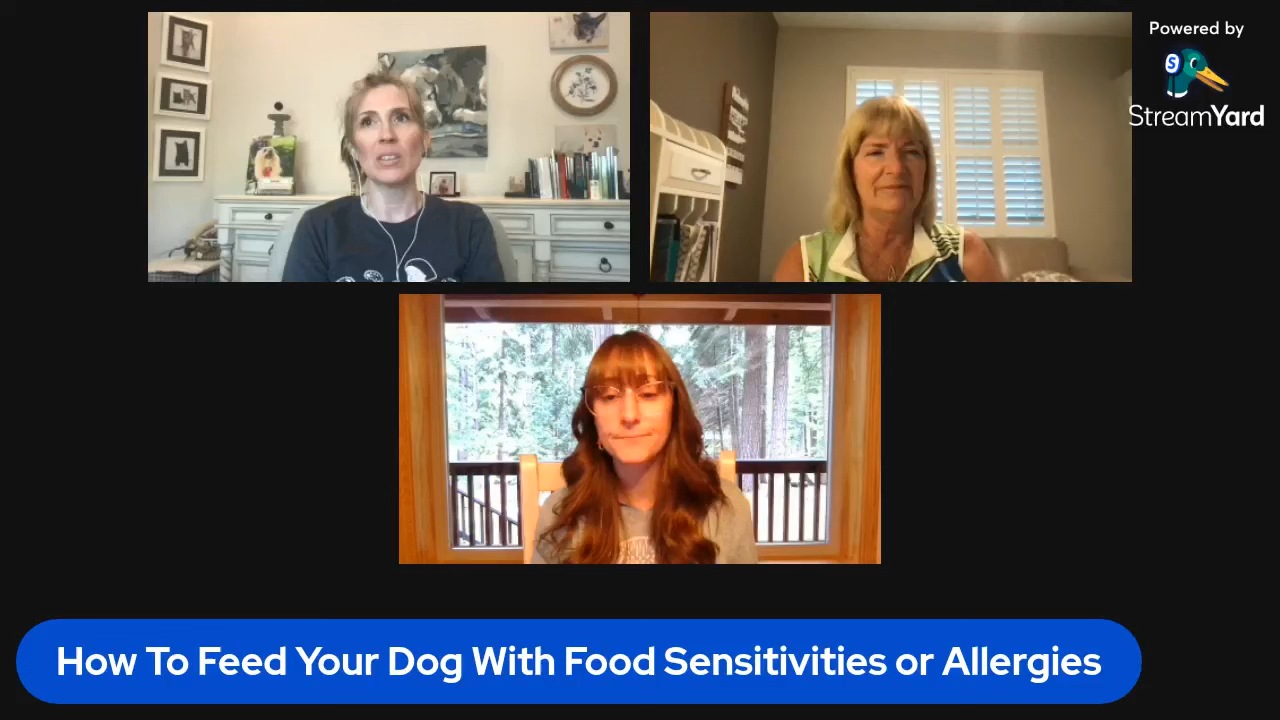 Powered by
S
StreamYard
How To Feed Your Dog With Food Sensitivities or Allergies